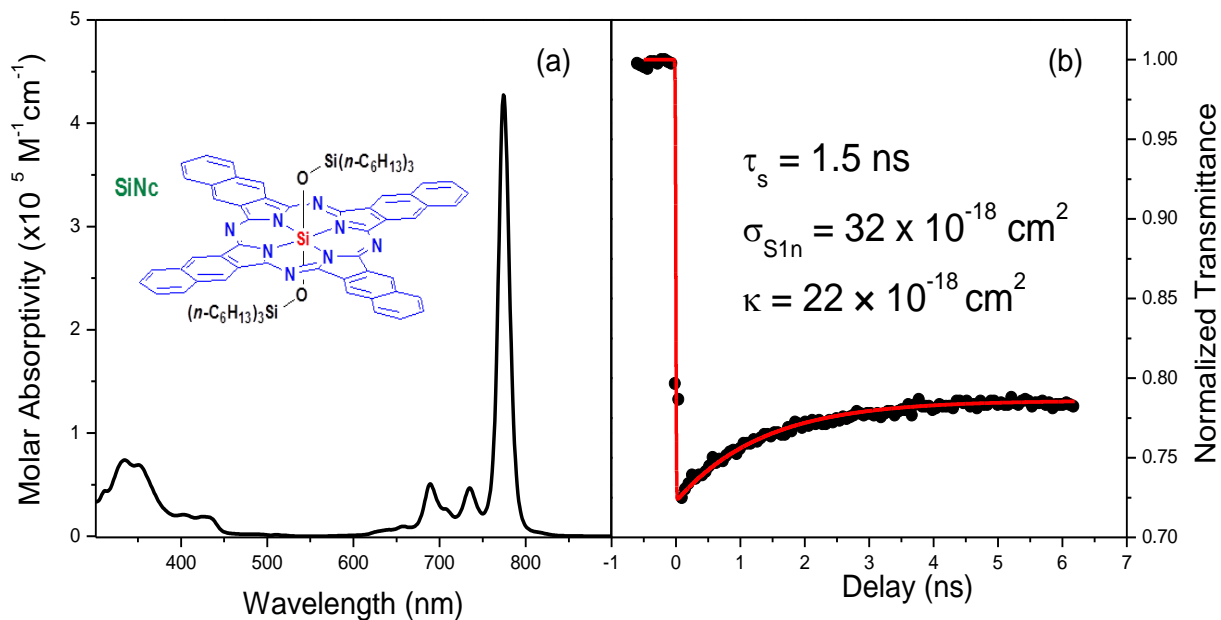 (a)
(b)
Molar Absorptivity (x10 ⁵ M⁻¹cm⁻¹)
5
4
3
2
1
0
SiNc
Si(n-C₆H₁₃)₃
O
N
N
N
N
Si
N
N
N
N
O
(n-C₆H₁₃)₃Si
400 500 600 700 800
Wavelength (nm)
τₛ = 1.5 ns
σ_S1n = 32 x 10⁻¹⁸ cm²
κ = 22 × 10⁻¹⁸ cm²
-1 0 1 2 3 4 5 6 7
Delay (ns)
1.00
0.95
0.90
0.85
0.80
0.75
0.70
Normalized Transmittance